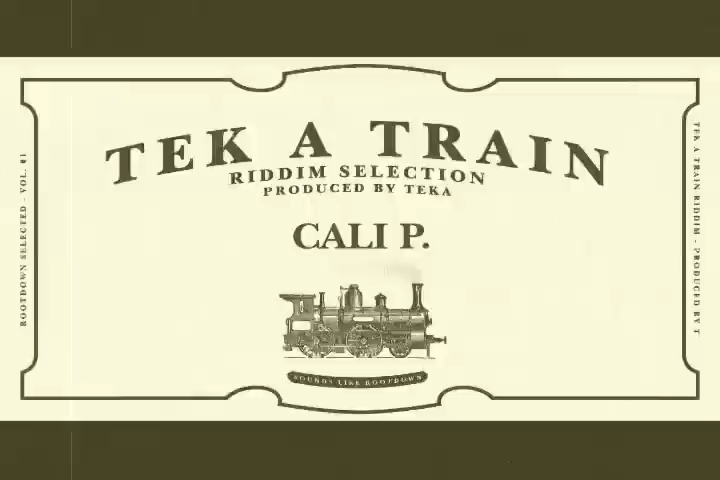 TEK A TRAIN
RIDDIM SELECTION
PRODUCED BY TEKA
CALI P.
SOUNDS LIKE ROOTDOWN
ROOTDOWN SELECTED - VOL. 01
TEK A TRAIN RIDDIM - PRODUCED BY T